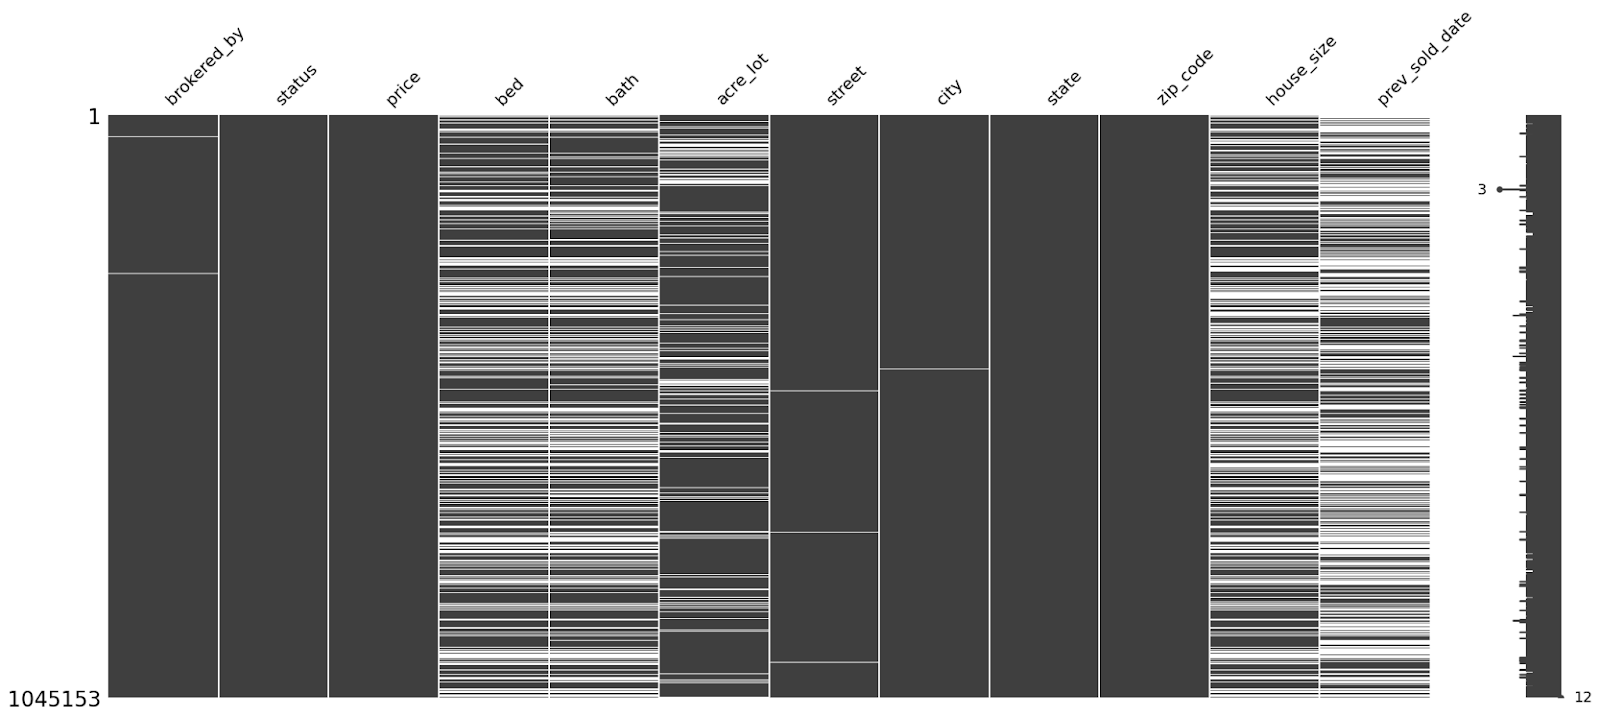 brokered_by
status
price
bed
bath
acre_lot
street
city
state
zip_code
house_size
prev_sold_date
1
3
1045153
12